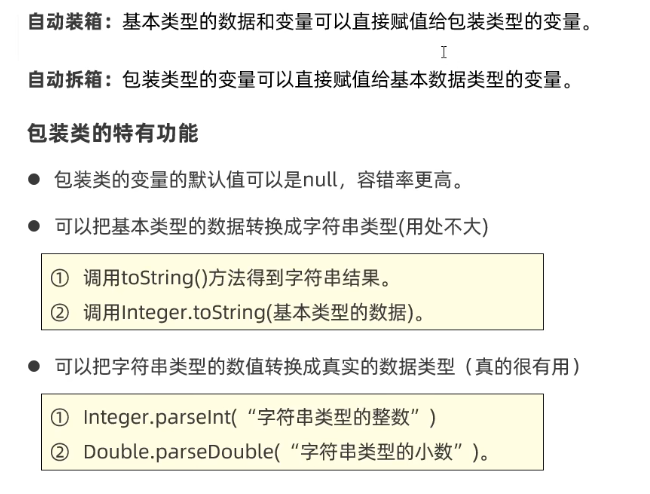 自动装箱：基本类型的数据和变量可以直接赋值给包装类型的变量。
自动拆箱：包装类型的变量可以直接赋值给基本数据类型的变量。
包装类的特有功能
● 包装类的变量的默认值可以是null，容错率更高。
● 可以把基本类型的数据转换成字符串类型(用处不大)
① 调用toString()方法得到字符串结果。
② 调用Integer.toString(基本类型的数据)。
● 可以把字符串类型的数值转换成真实的数据类型（真的很有用）
① Integer.parseInt(“字符串类型的整数”)
② Double.parseDouble(“字符串类型的小数”)。